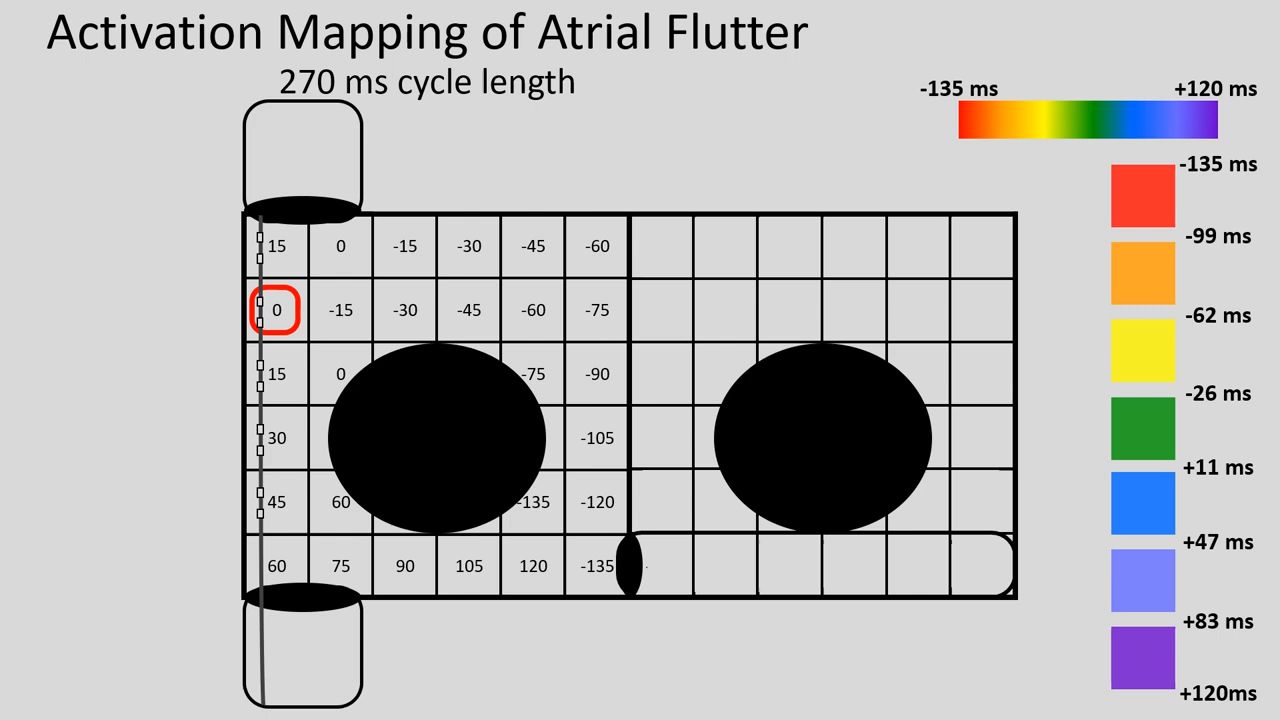 Activation Mapping of Atrial Flutter
270 ms cycle length
-135 ms +120 ms
-135 ms
-99 ms
-62 ms
-26 ms
+11 ms
+47 ms
+83 ms
+120ms
15 0 -15 -30 -45 -60
0 -15 -30 -45 -60 -75
15 0 -75 -90
30 -105
45 60 -135 -120
60 75 90 105 120 -135